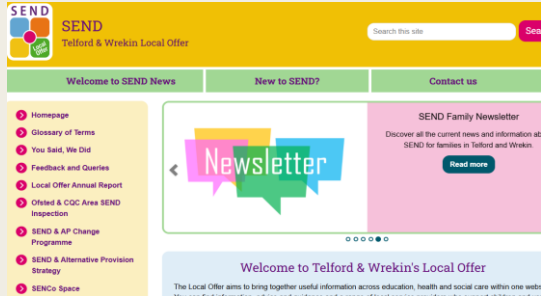 SEND
Local
Offer
SEND
Telford & Wrekin Local Offer
Search this site
Sea
Welcome to SEND News
New to SEND?
Contact us
Homepage
Glossary of Terms
You Said, We Did
Feedback and Queries
Local Offer Annual Report
Ofsted & CQC Area SEND
Inspection
SEND & AP Change
Programme
SEND & Alternative Provision
Strategy
SENCo Space
Newsletter
SEND Family Newsletter
Discover all the current news and information ab
SEND for families in Telford and Wrekin.
Read more
Welcome to Telford & Wrekin's Local Offer
The Local Offer aims to bring together useful information across education, health and social care within one webs